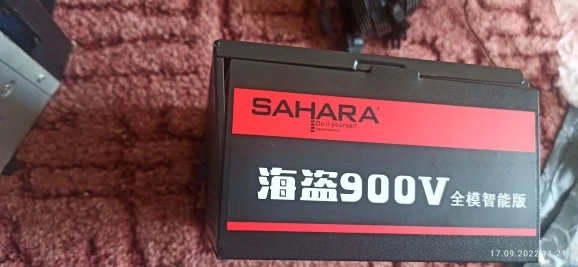 SAHARA®
Do it yourself
海盗900V 全模智能版
17.09.2022 11:21